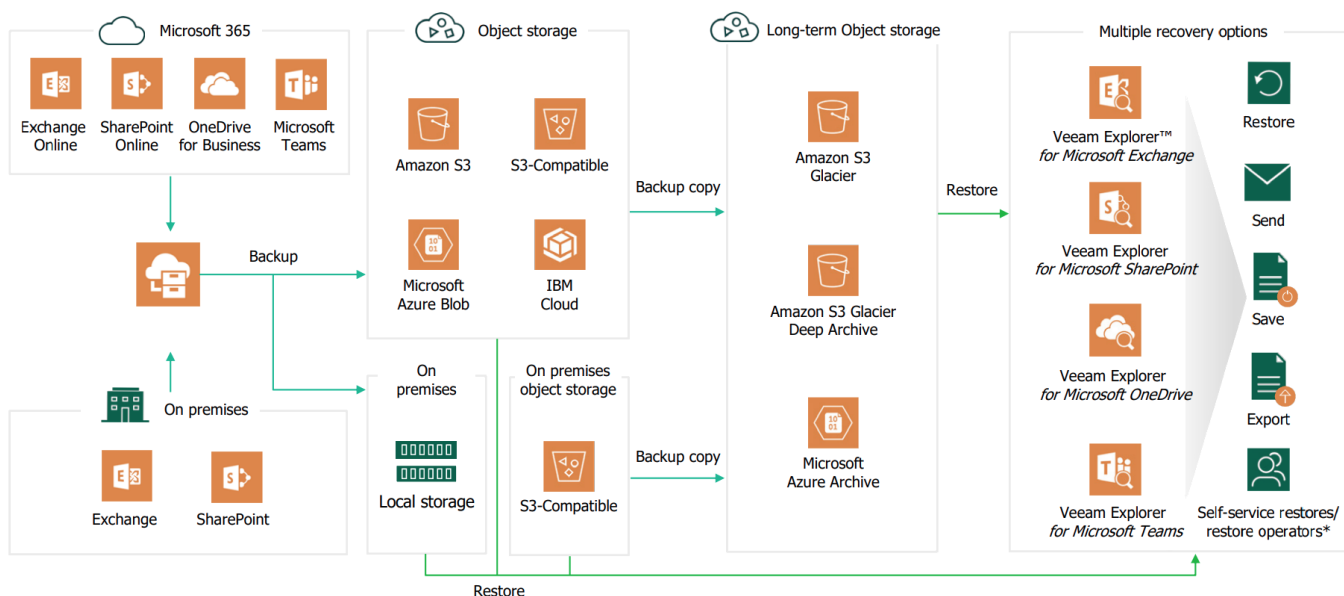 Microsoft 365
Exchange
Online
SharePoint
Online
OneDrive
for Business
Microsoft
Teams
Backup
On premises
Exchange
SharePoint
Object storage
Amazon S3
S3-Compatible
Microsoft
Azure Blob
IBM
Cloud
On
premises
Local storage
On premises
object storage
S3-Compatible
Backup copy
Backup copy
Long-term Object storage
Amazon S3
Glacier
Amazon S3 Glacier
Deep Archive
Microsoft
Azure Archive
Restore
Restore
Multiple recovery options
Veeam Explorer™
for Microsoft Exchange
Veeam Explorer
for Microsoft SharePoint
Veeam Explorer
for Microsoft OneDrive
Veeam Explorer
for Microsoft Teams
Restore
Send
Save
Export
Self-service restores/
restore operators*